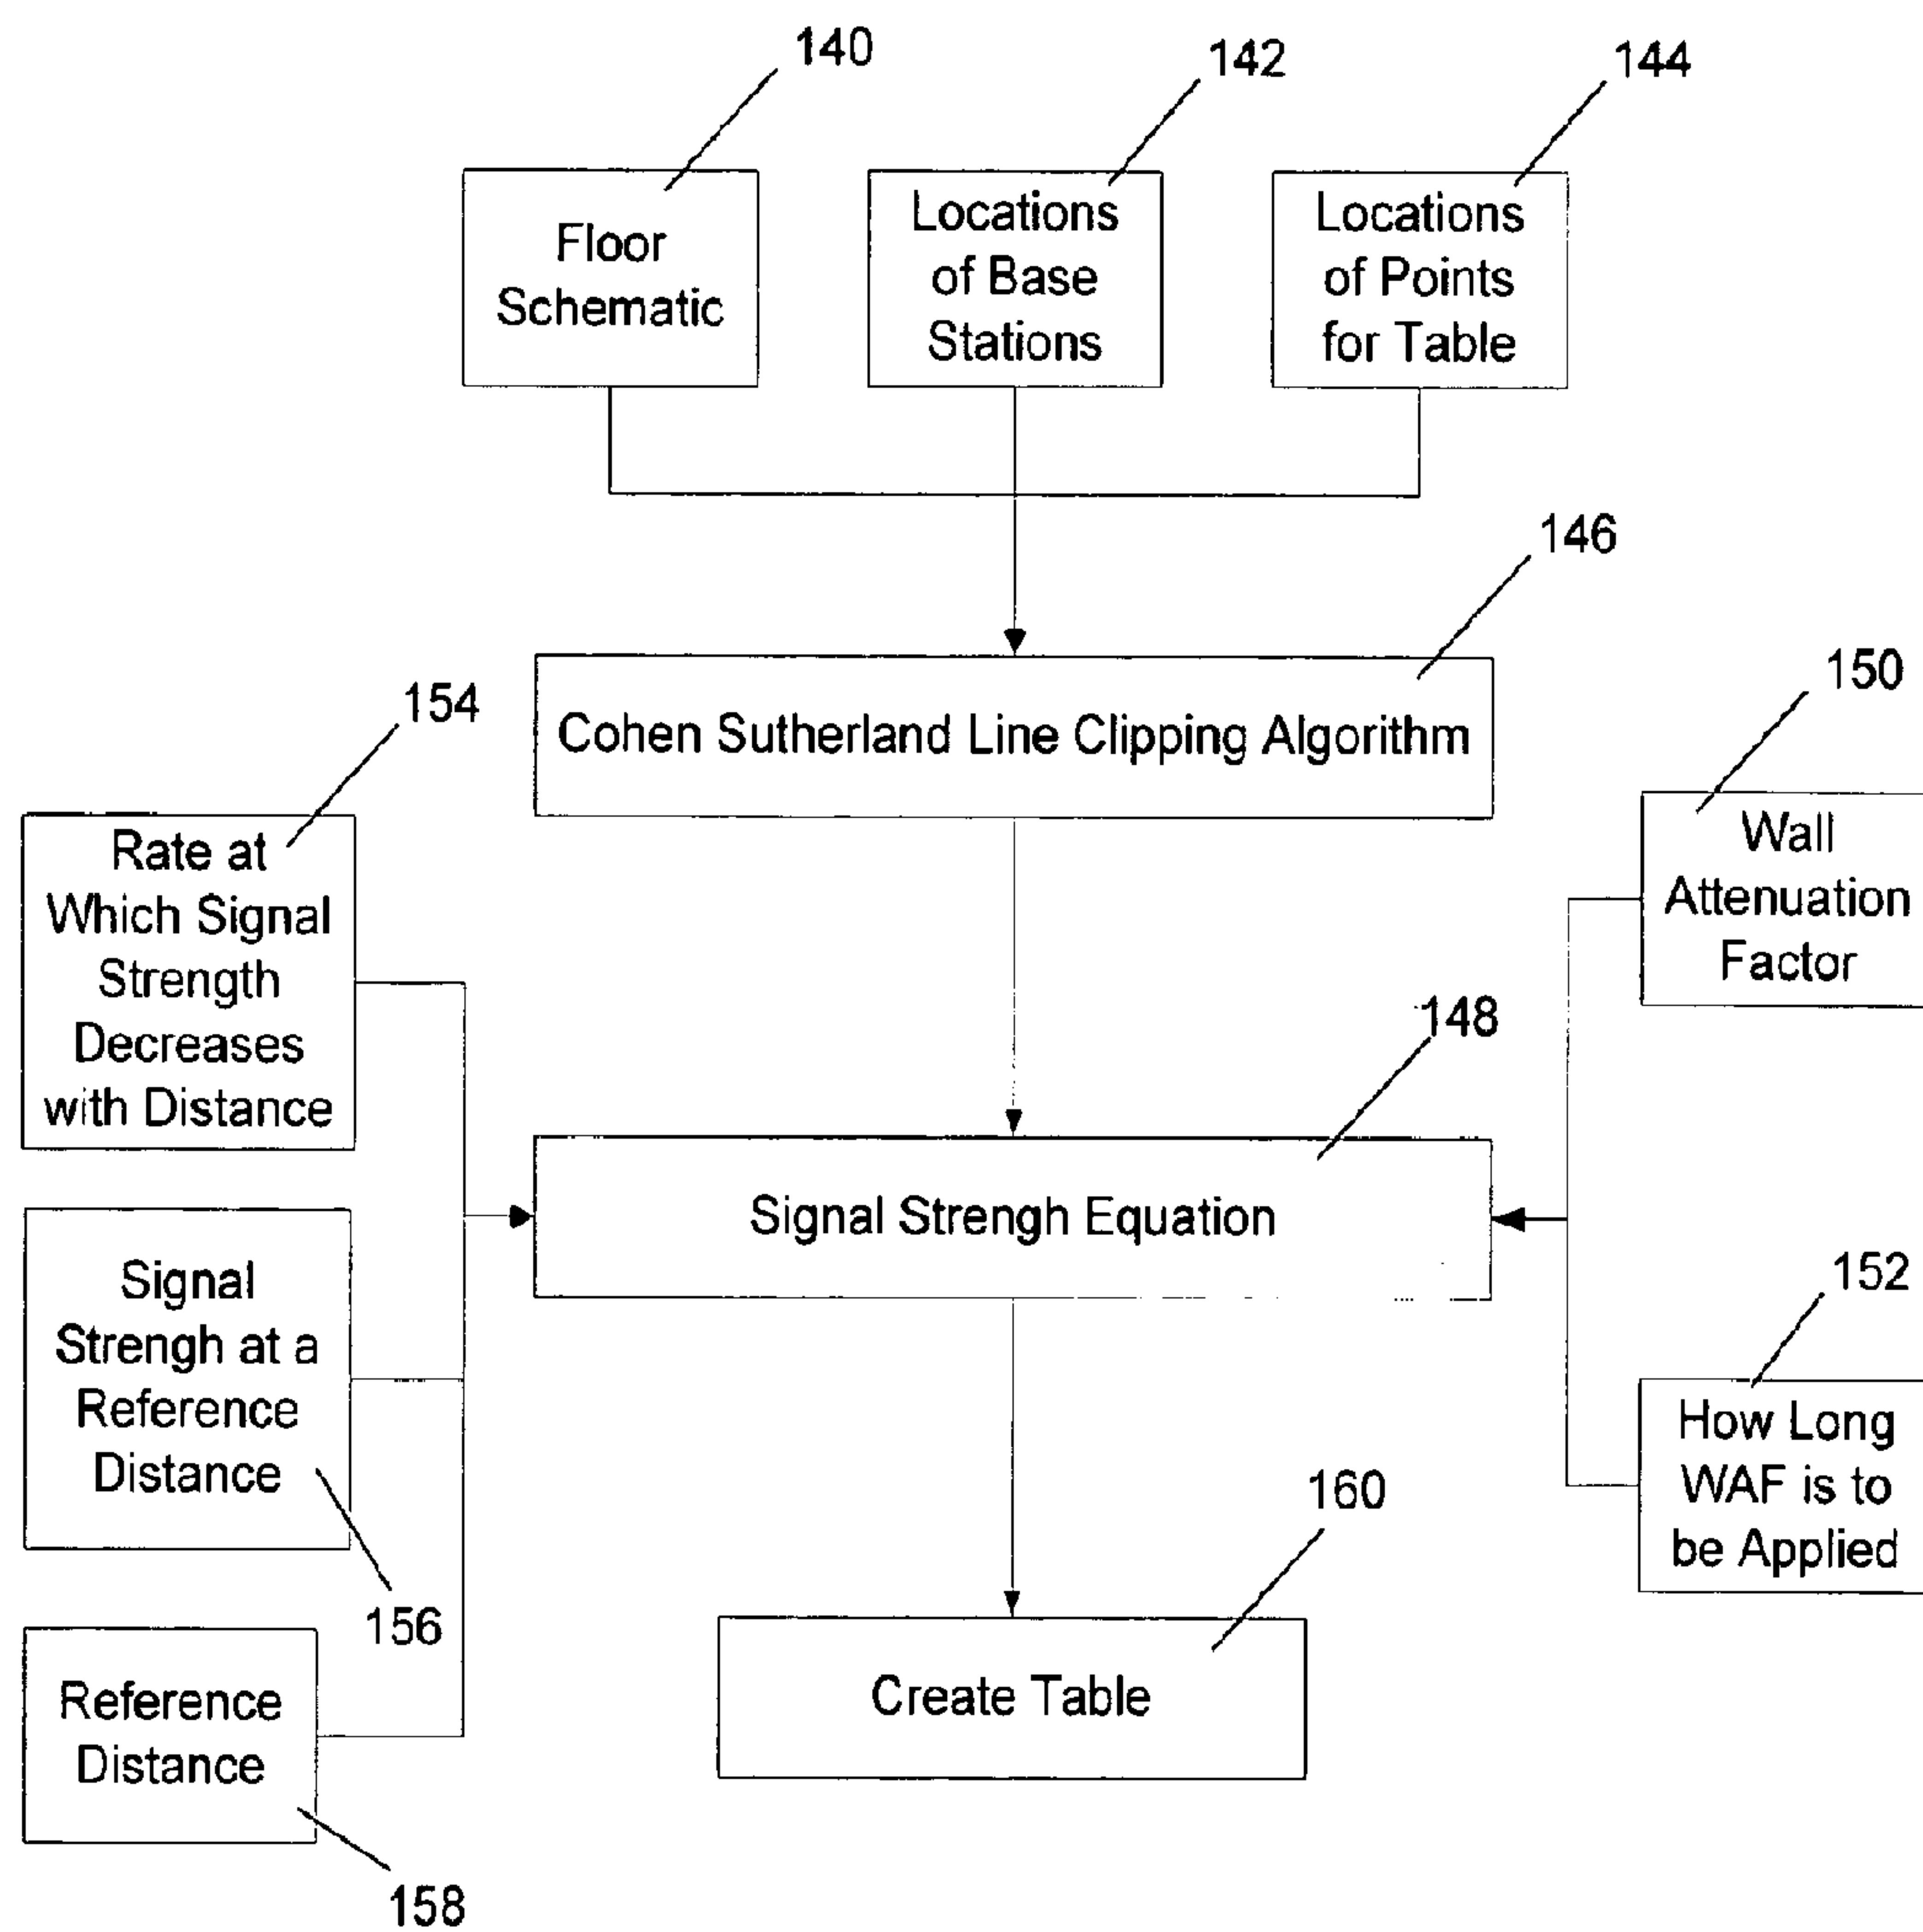 140
142
144
Floor
Schematic
Locations
of Base
Stations
Locations
of Points
for Table
146
Cohen Sutherland Line Clipping Algorithm
154
Rate at
Which Signal
Strength
Decreases
with Distance
150
Wall
Attenuation
Factor
148
Signal Strengh Equation
Signal
Strengh at a
Reference
Distance
156
152
How Long
WAF is to
be Applied
160
Create Table
Reference
Distance
158